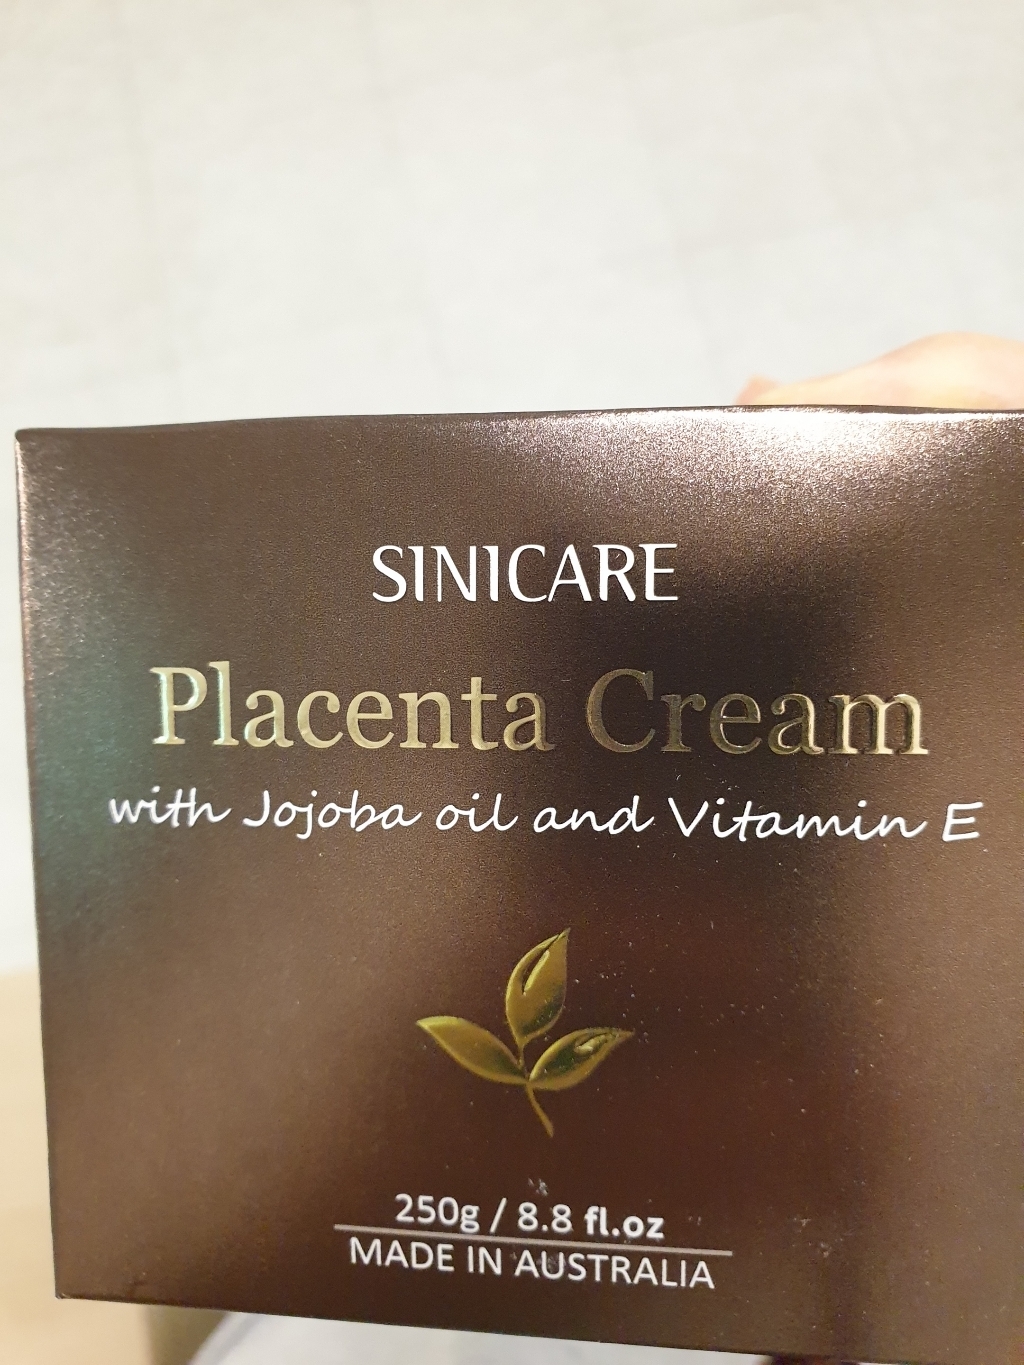 SINICARE
Placenta Cream
with Jojoba oil and Vitamin E
250g / 8.8 fl.oz
MADE IN AUSTRALIA